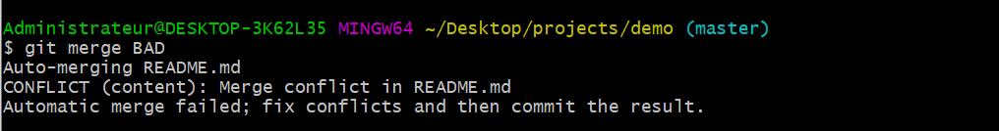 Administrateur@DESKTOP-3K62L35 MINGW64 ~/Desktop/projects/demo (master)
$ git merge BAD
Auto-merging README.md
CONFLICT (content): Merge conflict in README.md
Automatic merge failed; fix conflicts and then commit the result.